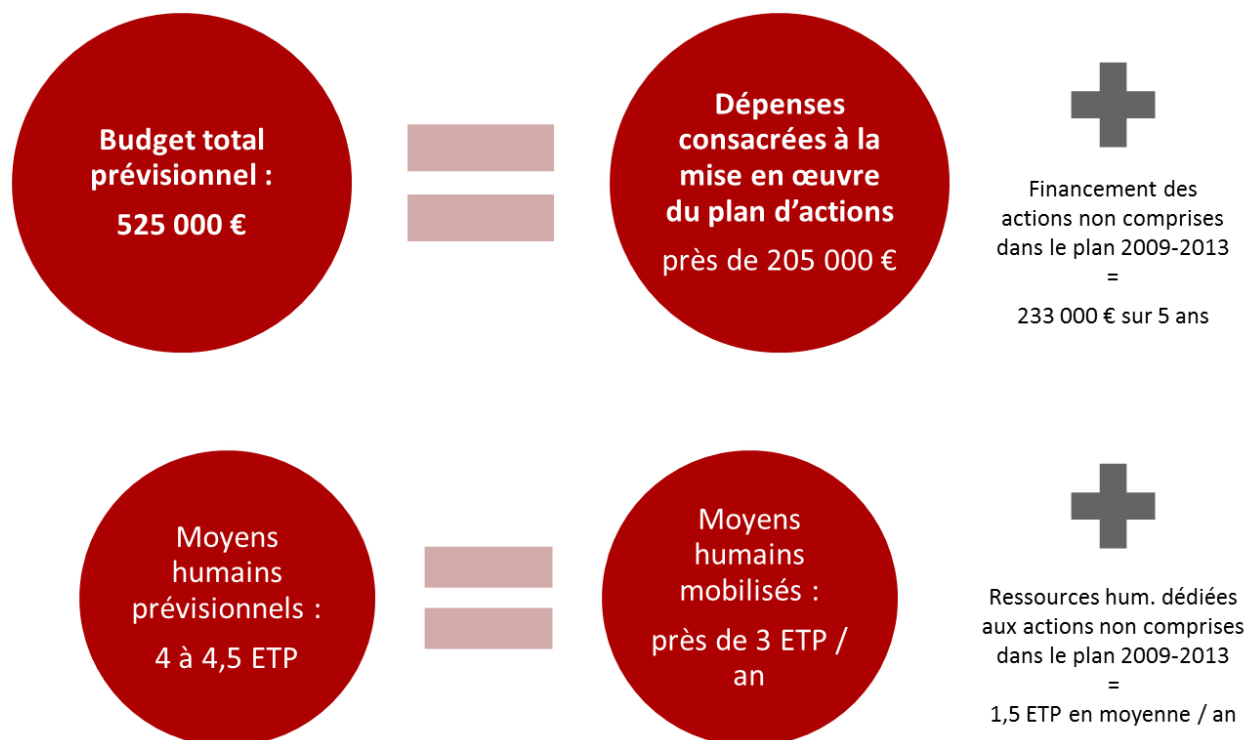 Budget total
prévisionnel :
525 000 €
Dépenses
consacrées à la
mise en œuvre
du plan d’actions
près de 205 000 €
Financement des
actions non comprises
dans le plan 2009-2013
=
233 000 € sur 5 ans
Moyens
humains
prévisionnels :
4 à 4,5 ETP
Moyens
humains
mobilisés :
près de 3 ETP /
an
Ressources hum. dédiées
aux actions non comprises
dans le plan 2009-2013
=
1,5 ETP en moyenne / an